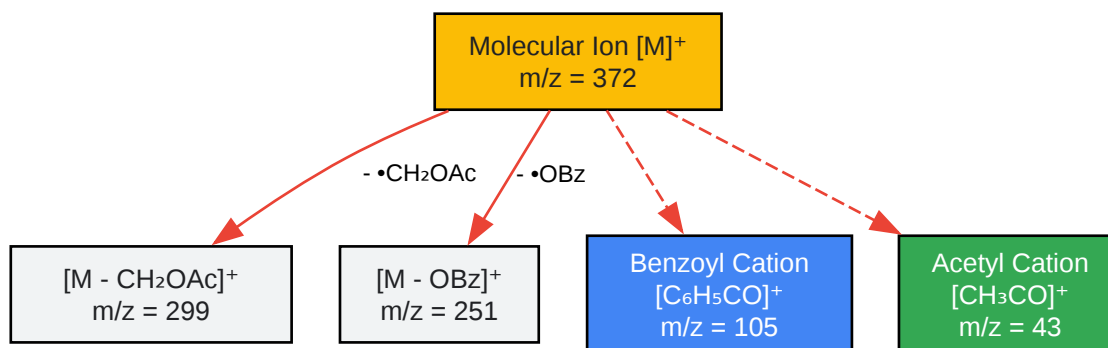 Molecular Ion [M]⁺
m/z = 372
- •CH₂OAc
- •OBz
[M - CH₂OAc]⁺
m/z = 299
[M - OBz]⁺
m/z = 251
Benzoyl Cation
[C₆H₅CO]⁺
m/z = 105
Acetyl Cation
[CH₃CO]⁺
m/z = 43